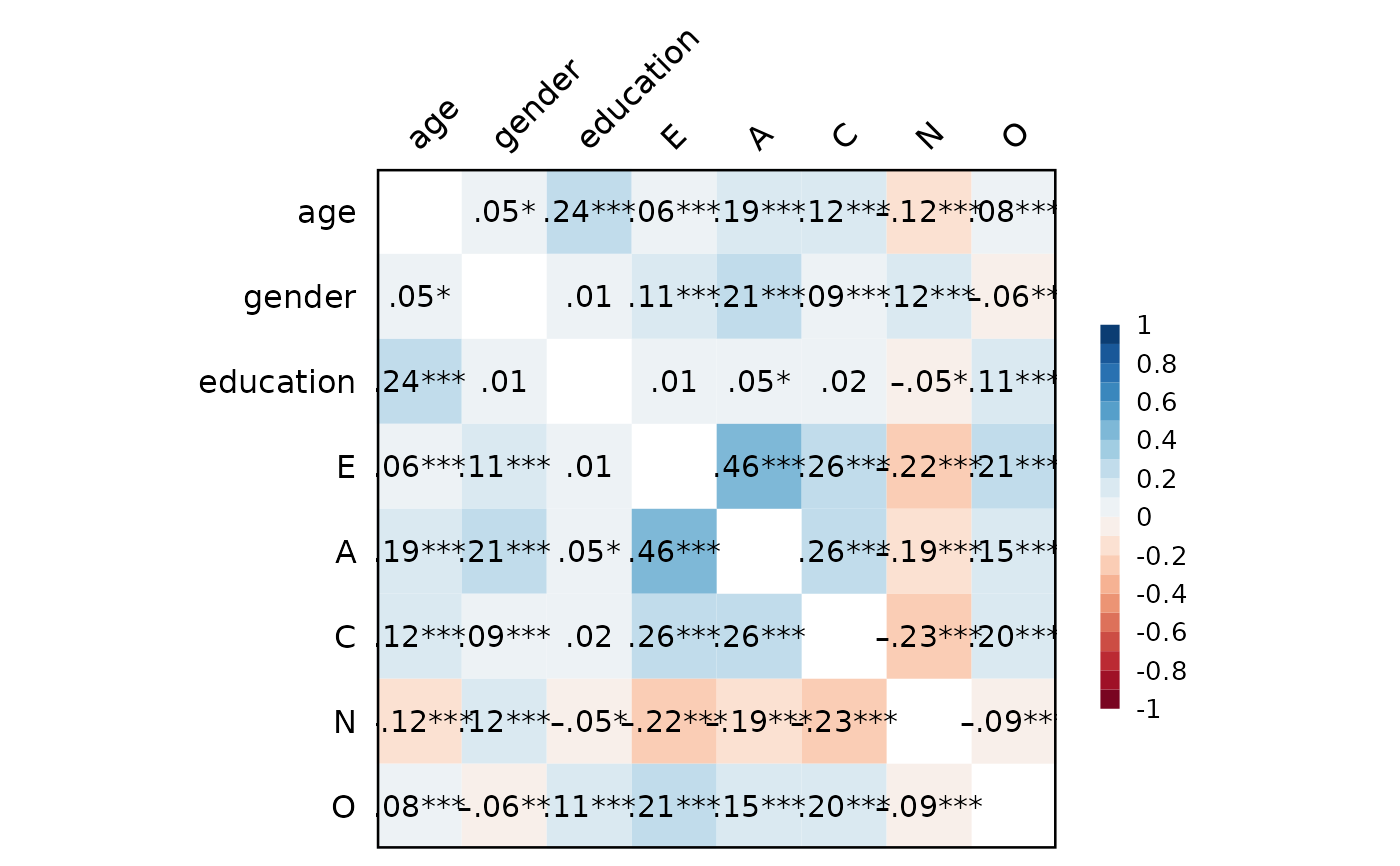 age gender education E A C N O
age .05* .24*** .06*** .19*** .12*** –.12*** .08***
gender .05* .01 .11*** .21*** .09*** .12*** –.06**
education .24*** .01 .01 .05* .02 –.05* .11***
E .06*** .11*** .01 .46*** .26*** –.22*** .21***
A .19*** .21*** .05* .46*** .26*** –.19*** .15***
C .12*** .09*** .02 .26*** .26*** –.23*** .20***
N –.12*** .12*** –.05* –.22*** –.19*** –.23*** –.09***
O .08*** –.06** .11*** .21*** .15*** .20*** –.09***
1
0.8
0.6
0.4
0.2
0
-0.2
-0.4
-0.6
-0.8
-1